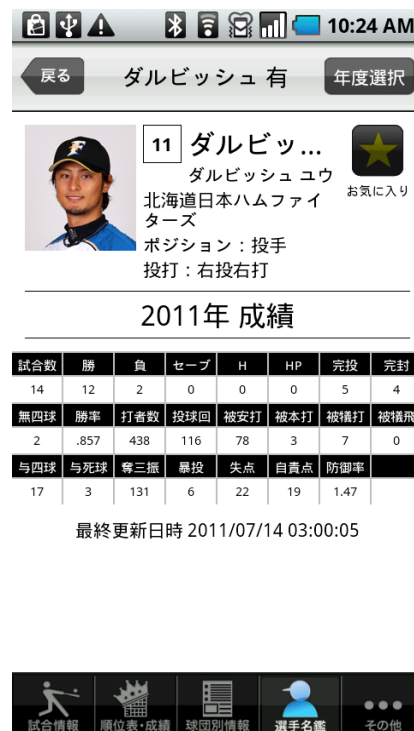 10:24 AM
戻る
ダルビッシュ 有
年度選択
11 ダルビッ...
ダルビッシュ ユウ
お気に入り
北海道日本ハムファイ
ターズ
ポジション：投手
投打：右投右打
2011年 成績
試合数 勝 負 セーブ H HP 完投 完封
14 12 2 0 0 0 5 4
無四球 勝率 打者数 投球回 被安打 被本打 被犠打 被犠飛
2 .857 438 116 78 3 7 0
与四球 与死球 奪三振 暴投 失点 自責点 防御率
17 3 131 6 22 19 1.47
最終更新日時 2011/07/14 03:00:05
試合情報 順位表・成績 球団別情報 選手名鑑 その他